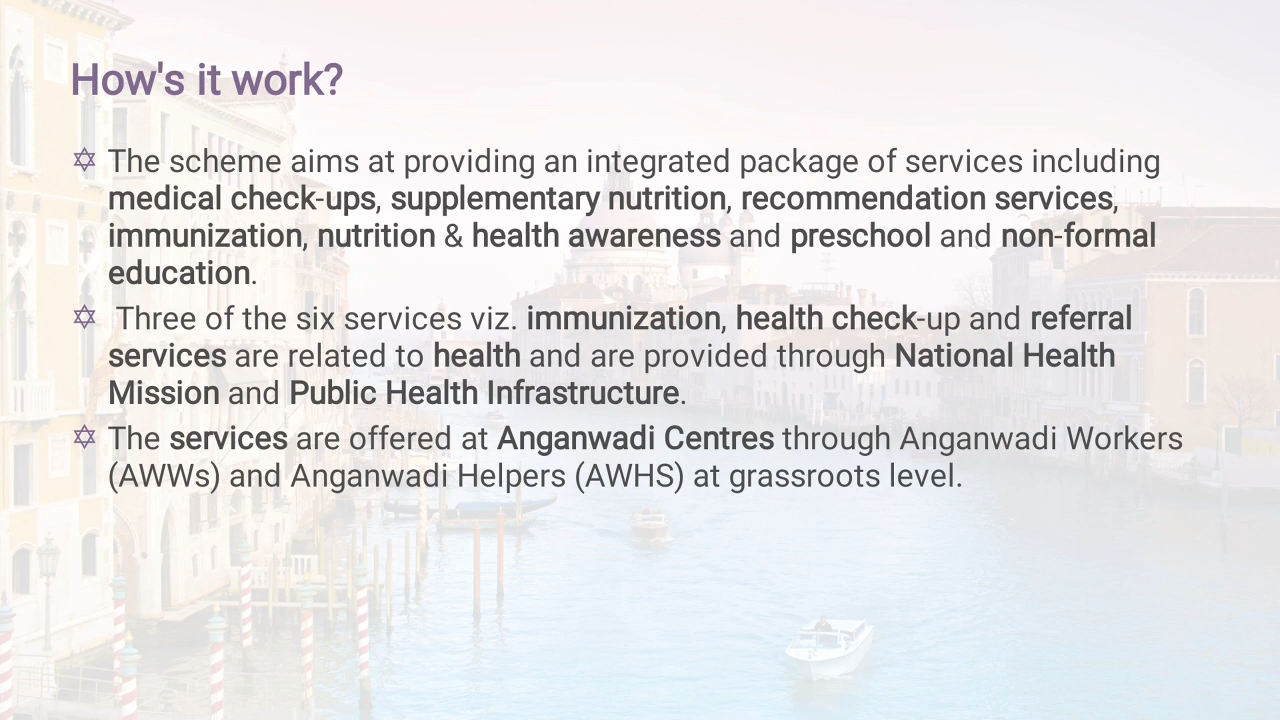 How's it work?
The scheme aims at providing an integrated package of services including
medical check-ups, supplementary nutrition, recommendation services,
immunization, nutrition & health awareness and preschool and non-formal
education.
Three of the six services viz. immunization, health check-up and referral
services are related to health and are provided through National Health
Mission and Public Health Infrastructure.
The services are offered at Anganwadi Centres through Anganwadi Workers
(AWWs) and Anganwadi Helpers (AWHS) at grassroots level.